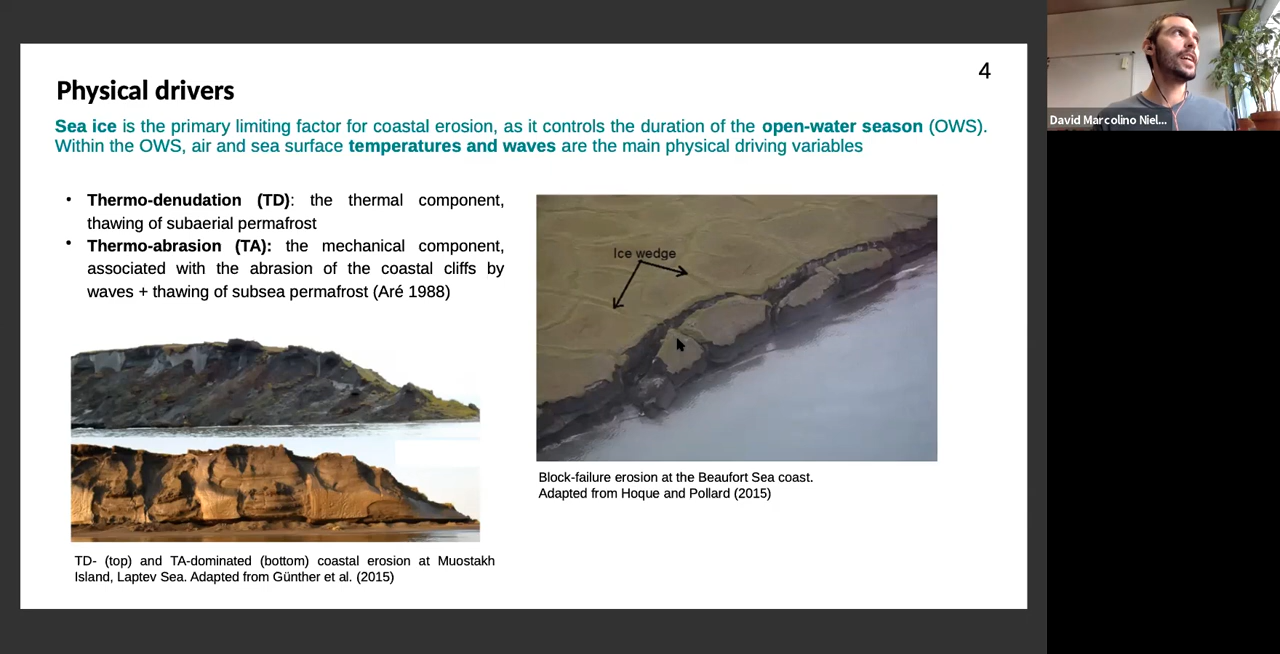 4
Physical drivers
Sea ice is the primary limiting factor for coastal erosion, as it controls the duration of the open-water season (OWS).
Within the OWS, air and sea surface temperatures and waves are the main physical driving variables
• Thermo-denudation (TD): the thermal component,
thawing of subaerial permafrost
• Thermo-abrasion (TA): the mechanical component,
associated with the abrasion of the coastal cliffs by
waves + thawing of subsea permafrost (Aré 1988)
TD- (top) and TA-dominated (bottom) coastal erosion at Muostakh
Island, Laptev Sea. Adapted from Günther et al. (2015)
Ice wedge
Block-failure erosion at the Beaufort Sea coast.
Adapted from Hoque and Pollard (2015)
David Marcolino Niel...